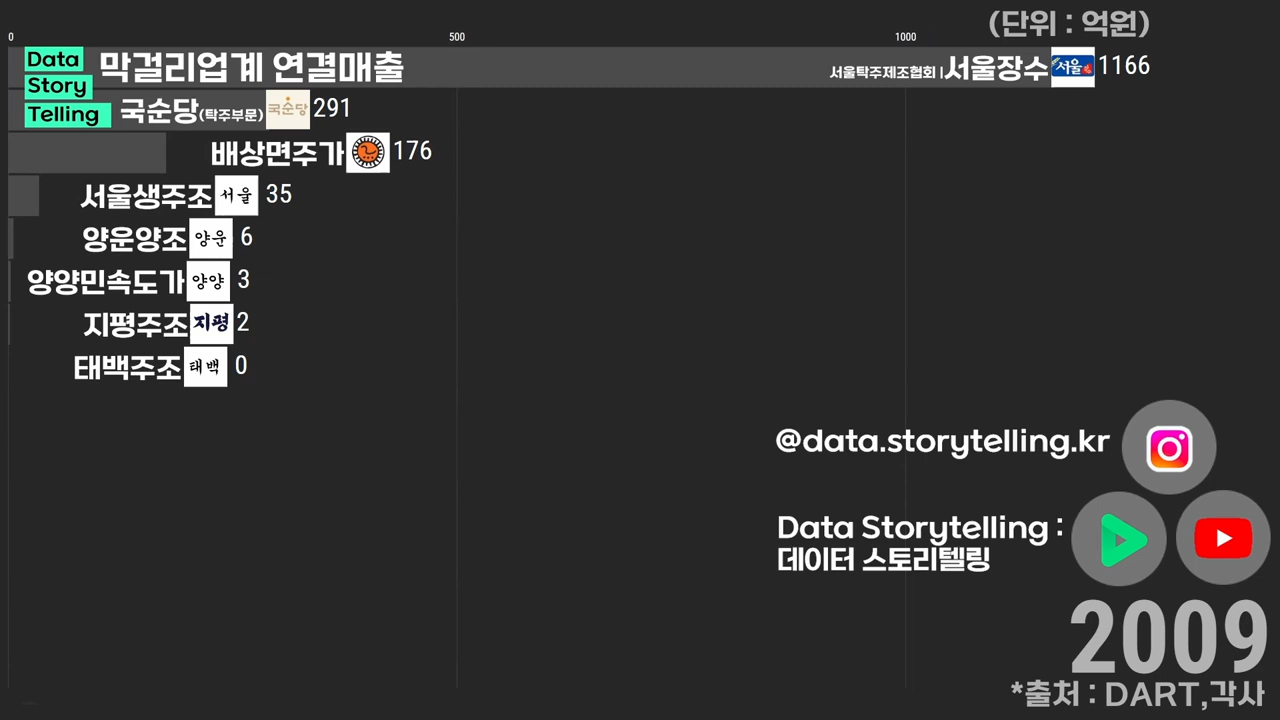 (단위 : 억원)
0 500 1000
Data
Story
Telling
막걸리업계 연결매출
서울탁주제조협회 | 서울장수 서울 1166
국순당(탁주부문) 국순당 291
배상면주가 176
서울생주조 서울 35
양운양조 양운 6
양양민속도가 양양 3
지평주조 지평 2
태백주조 태백 0
@data.storytelling.kr
Data Storytelling :
데이터 스토리텔링
2009
*출처 : DART,각사